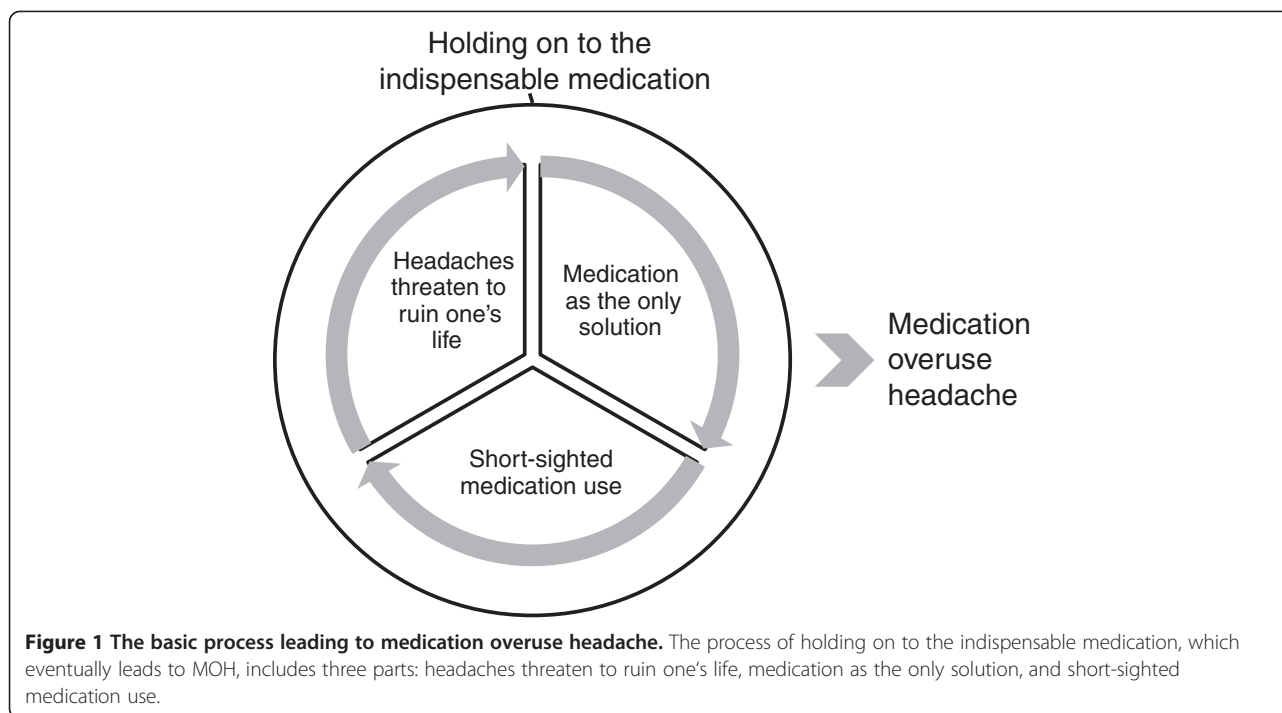 Holding on to the
indispensable medication
Headaches
threaten to
ruin one's
life
Medication
as the only
solution
Short-sighted
medication use
Medication
overuse
headache
Figure 1 The basic process leading to medication overuse headache. The process of holding on to the indispensable medication, which
eventually leads to MOH, includes three parts: headaches threaten to ruin one's life, medication as the only solution, and short-sighted
medication use.